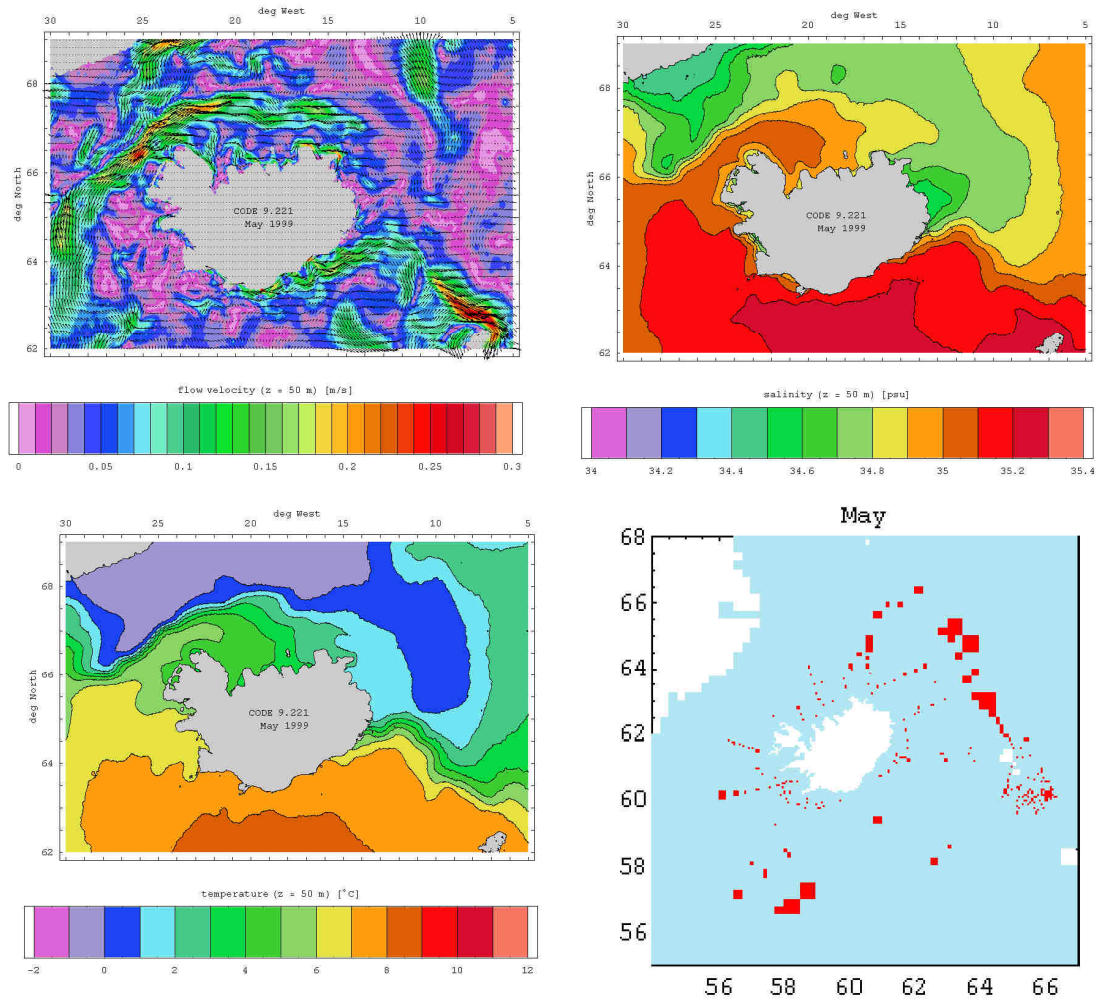 deg West
30 25 20 15 10 5
68
66
64
62
deg North
CODE 9.221
May 1999
flow velocity (z = 50 m) [m/s]
0 0.05 0.1 0.15 0.2 0.25 0.3
deg West
30 25 20 15 10 5
68
66
64
62
deg North
CODE 9.221
May 1999
salinity (z = 50 m) [psu]
34 34.2 34.4 34.6 34.8 35 35.2 35.4
deg West
30 25 20 15 10 5
68
66
64
62
deg North
CODE 9.221
May 1999
temperature (z = 50 m) [°C]
-2 0 2 4 6 8 10 12
May
68
66
64
62
60
58
56
56 58 60 62 64 66